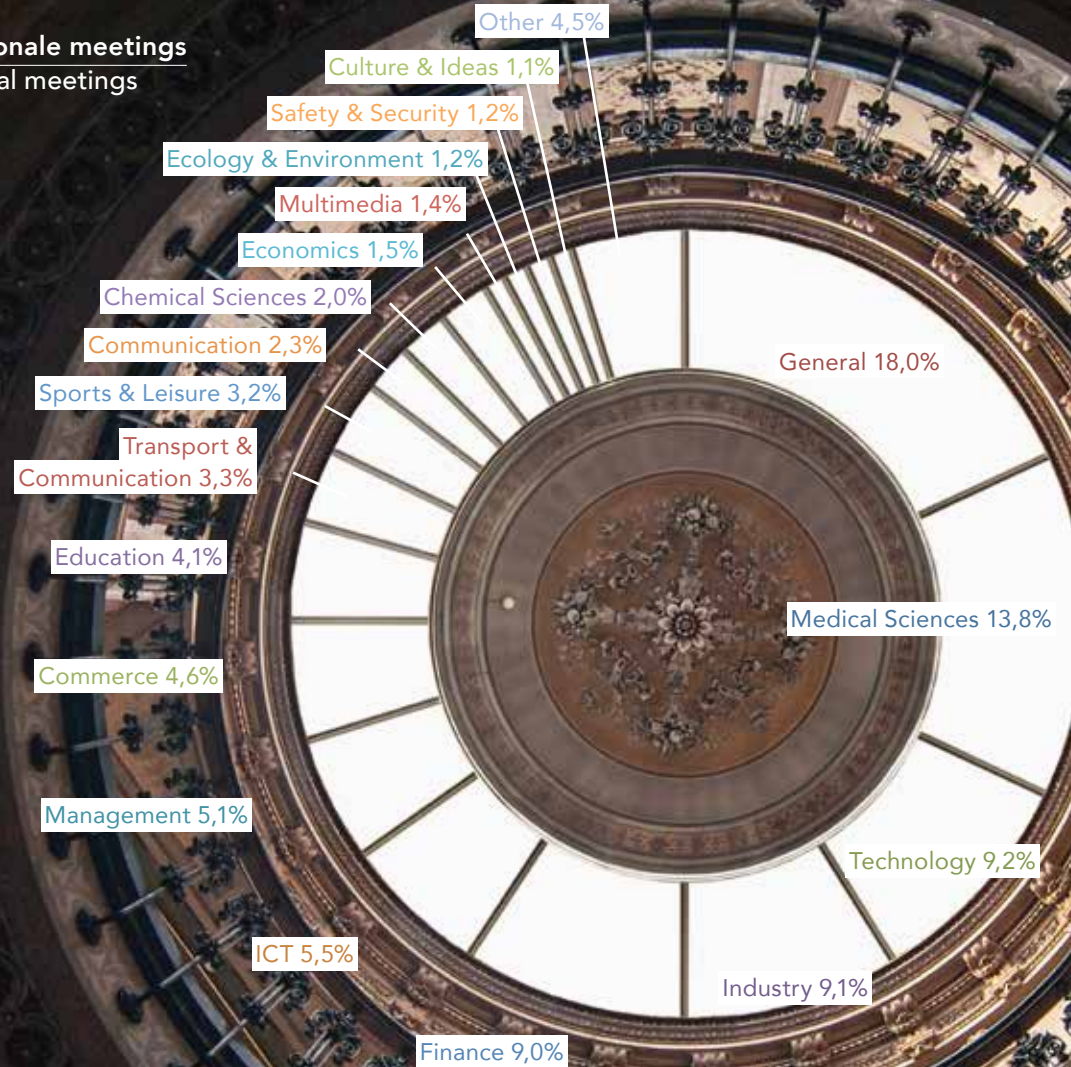 meetings
meetings
Other 4,5%
Culture & Ideas 1,1%
Safety & Security 1,2%
Ecology & Environment 1,2%
Multimedia 1,4%
Economics 1,5%
Chemical Sciences 2,0%
Communication 2,3%
Sports & Leisure 3,2%
Transport &
Communication 3,3%
Education 4,1%
Commerce 4,6%
Management 5,1%
ICT 5,5%
Finance 9,0%
Industry 9,1%
Technology 9,2%
Medical Sciences 13,8%
General 18,0%